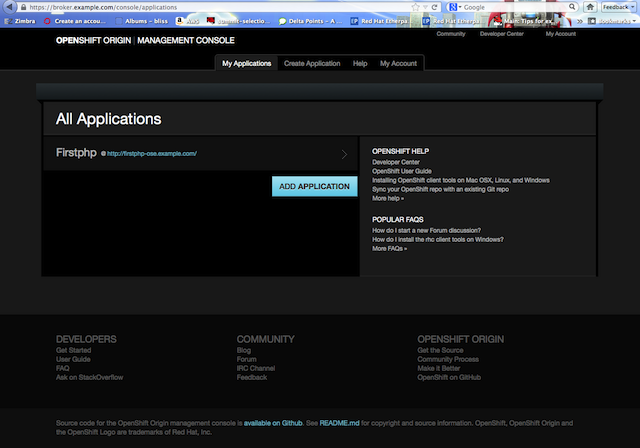 https://broker.example.com/console/applications
Google
Feedback
Zimbra
Create an accou...
Albums – bliss
Delta Points – A...
Red Hat Etherpa...
Red Hat Etherpa...
Main: Tips for ex...
Bookmarks
Community
Developer Center
My Account
OPENSHIFT ORIGIN | MANAGEMENT CONSOLE
My Applications
Create Application
Help
My Account
All Applications
Firstphp @ http://firstphp-ose.example.com/
ADD APPLICATION
OPENSHIFT HELP
Developer Center
OpenShift User Guide
Installing OpenShift client tools on Mac OSX, Linux, and Windows
Sync your OpenShift repo with an existing Git repo
More help »
POPULAR FAQS
How do I start a new Forum discussion?
How do I install the rhc client tools on Windows?
More FAQs »
DEVELOPERS
Get Started
User Guide
FAQ
Ask on StackOverflow
COMMUNITY
Blog
Forum
IRC Channel
Feedback
OPENSHIFT ORIGIN
Get the Source
Community Process
Make it Better
OpenShift on GitHub
Source code for the OpenShift Origin management console is available on Github. See README.md for copyright and source information. OpenShift, OpenShift Origin and
the OpenShift Logo are trademarks of Red Hat, Inc.